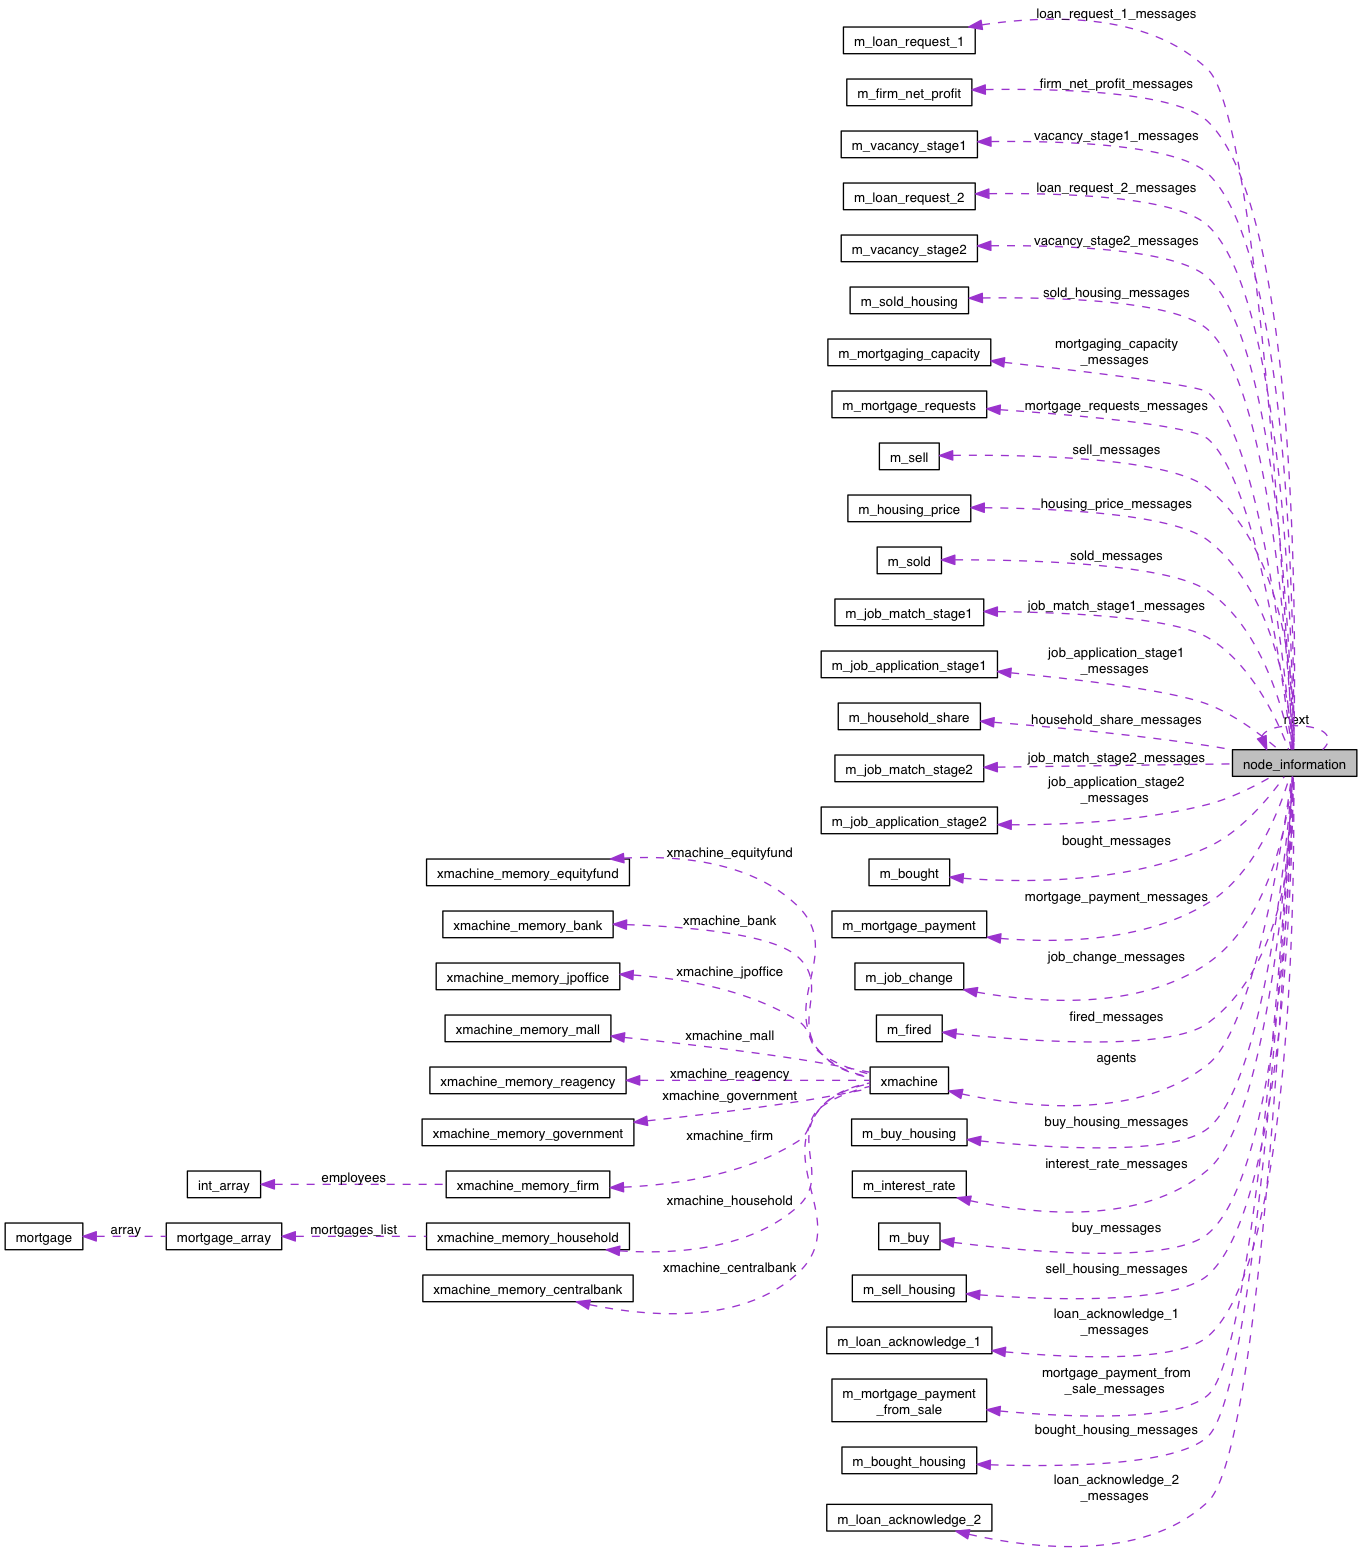 loan_request_1_messages
m_loan_request_1
firm_net_profit_messages
m_firm_net_profit
vacancy_stage1_messages
m_vacancy_stage1
loan_request_2_messages
m_loan_request_2
vacancy_stage2_messages
m_vacancy_stage2
sold_housing_messages
m_sold_housing
mortgaging_capacity
_messages
m_mortgaging_capacity
mortgage_requests_messages
m_mortgage_requests
sell_messages
m_sell
housing_price_messages
m_housing_price
sold_messages
m_sold
job_match_stage1_messages
m_job_match_stage1
job_application_stage1
_messages
m_job_application_stage1
household_share_messages
m_household_share
next
node_information
job_match_stage2_messages
m_job_match_stage2
job_application_stage2
_messages
m_job_application_stage2
bought_messages
m_bought
xmachine_equityfund
xmachine_memory_equityfund
mortgage_payment_messages
m_mortgage_payment
xmachine_bank
xmachine_memory_bank
job_change_messages
m_job_change
xmachine_jpoffice
xmachine_memory_jpoffice
fired_messages
m_fired
xmachine_mall
xmachine_memory_mall
agents
xmachine
xmachine_reagency
xmachine_memory_reagency
xmachine_government
xmachine_memory_government
buy_housing_messages
m_buy_housing
xmachine_firm
xmachine_memory_firm
employees
int_array
interest_rate_messages
m_interest_rate
xmachine_household
xmachine_memory_household
mortgages_list
mortgage_array
array
mortgage
buy_messages
m_buy
xmachine_centralbank
xmachine_memory_centralbank
sell_housing_messages
m_sell_housing
loan_acknowledge_1
_messages
m_loan_acknowledge_1
mortgage_payment_from
_sale_messages
m_mortgage_payment
_from_sale
bought_housing_messages
m_bought_housing
loan_acknowledge_2
_messages
m_loan_acknowledge_2